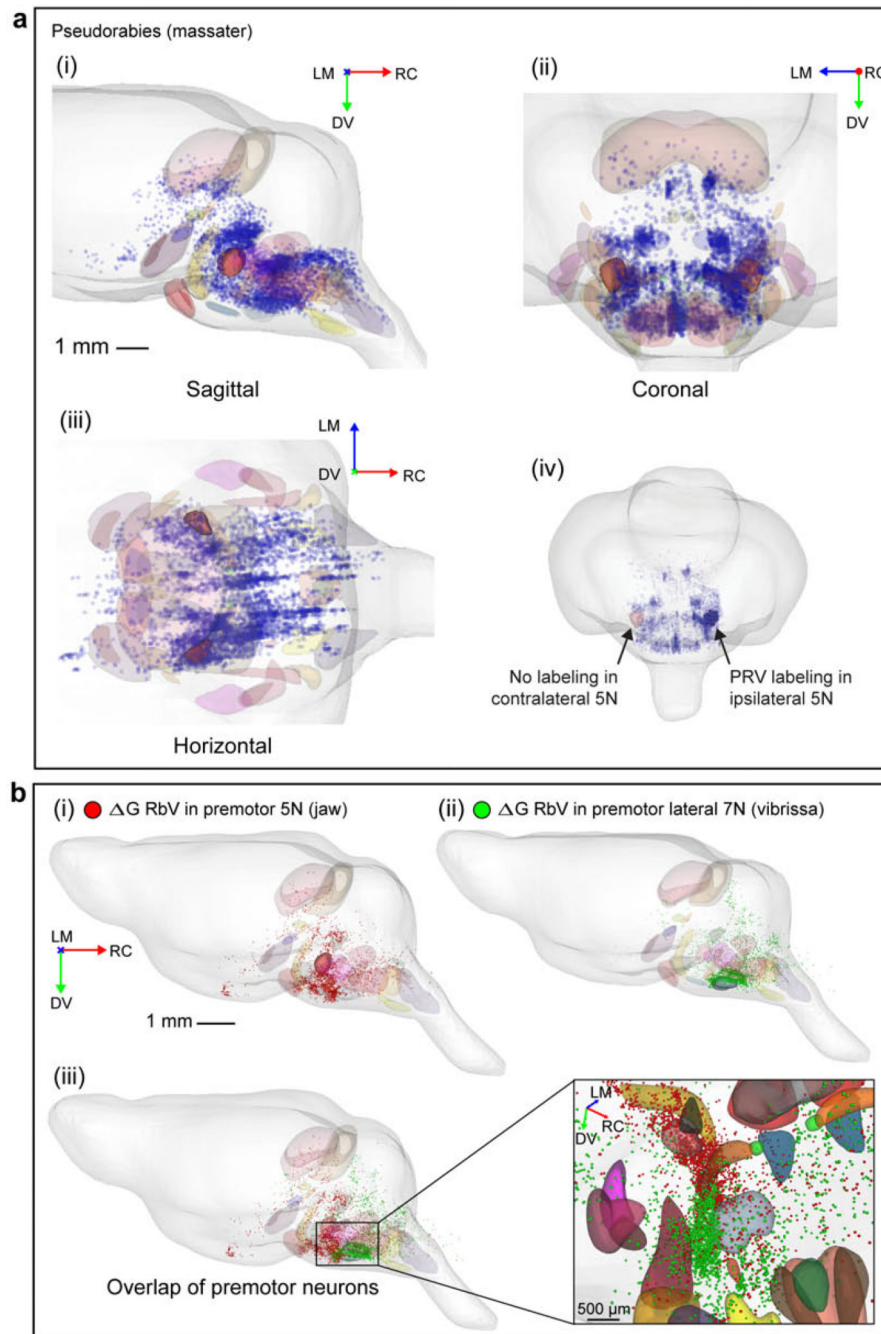 a
Pseudorabies (massater)
(i)
LM
RC
DV
1 mm
Sagittal
(ii)
LM
RC
DV
Coronal
(iii)
LM
DV
RC
Horizontal
(iv)
No labeling in
contralateral 5N
PRV labeling in
ipsilateral 5N
b
(i) ΔG RbV in premotor 5N (jaw)
LM
RC
DV
1 mm
(ii) ΔG RbV in premotor lateral 7N (vibrissa)
(iii)
Overlap of premotor neurons
LM
RC
DV
500 µm